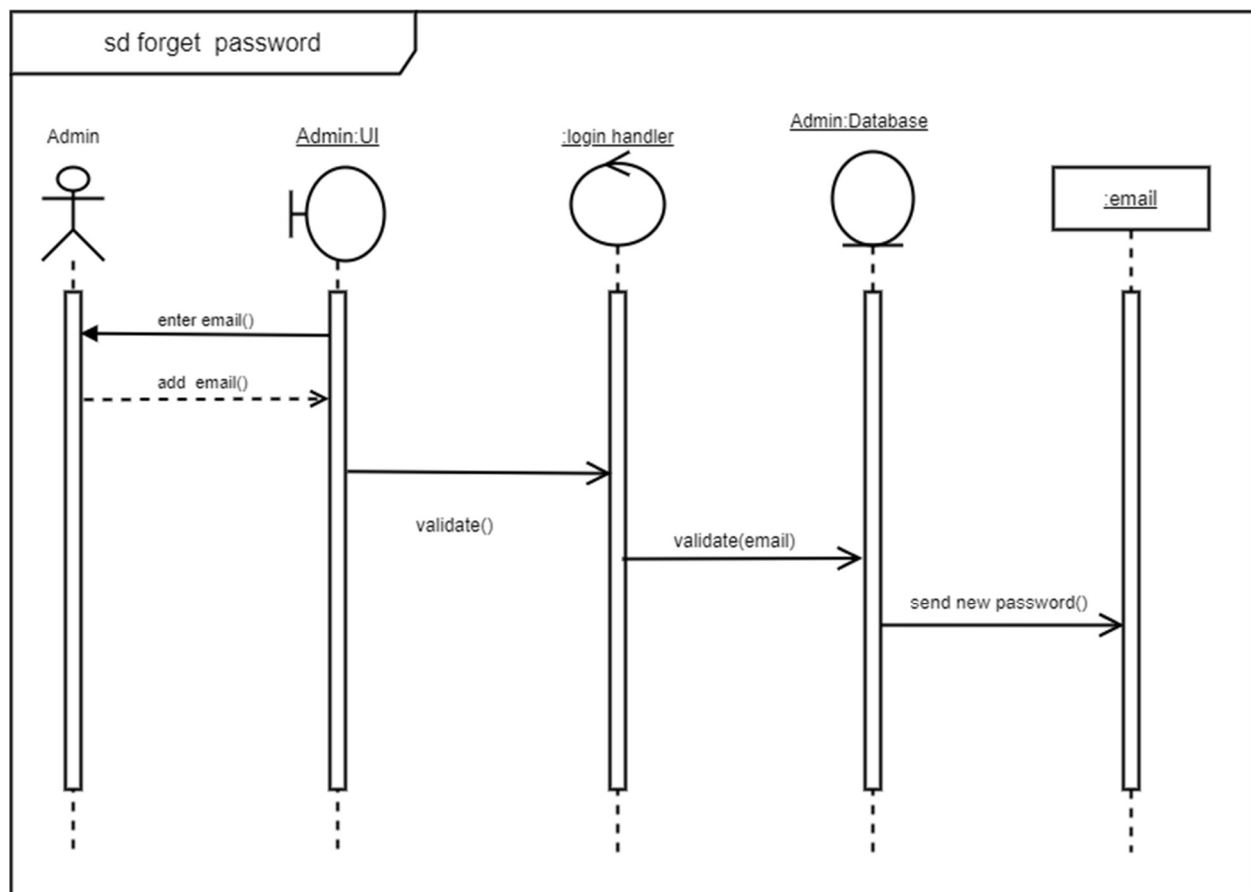 sd forget password
Admin
Admin:UI
:login handler
Admin:Database
:email
enter email()
add email()
validate()
validate(email)
send new password()